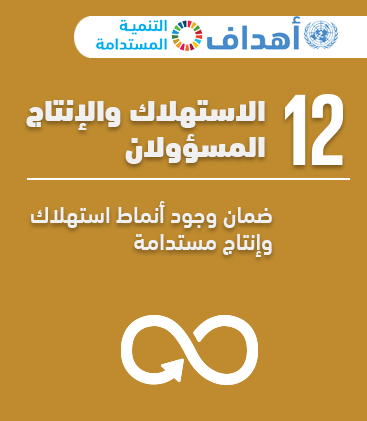 أهداف التنمية
المستدامة
12 الاستهلاك والإنتاج
المسؤولان
ضمان وجود أنماط استهلاك
وإنتاج مستدامة